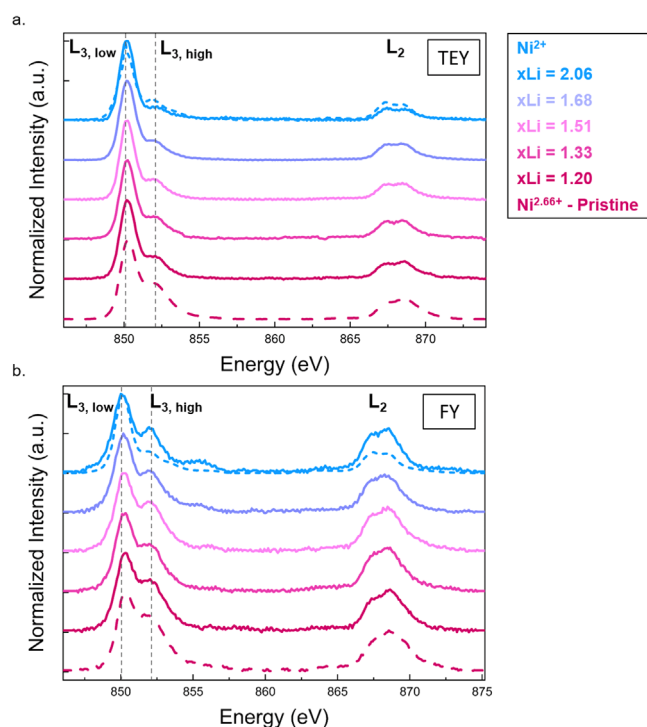 a.
L3, low L3, high L2 TEY
Normalized Intensity (a.u.)
850 855 860 865 870
Energy (eV)
Ni2+
xLi = 2.06
xLi = 1.68
xLi = 1.51
xLi = 1.33
xLi = 1.20
Ni2.66+ - Pristine
b.
L3, low L3, high L2 FY
Normalized Intensity (a.u.)
850 855 860 865 870 875
Energy (eV)